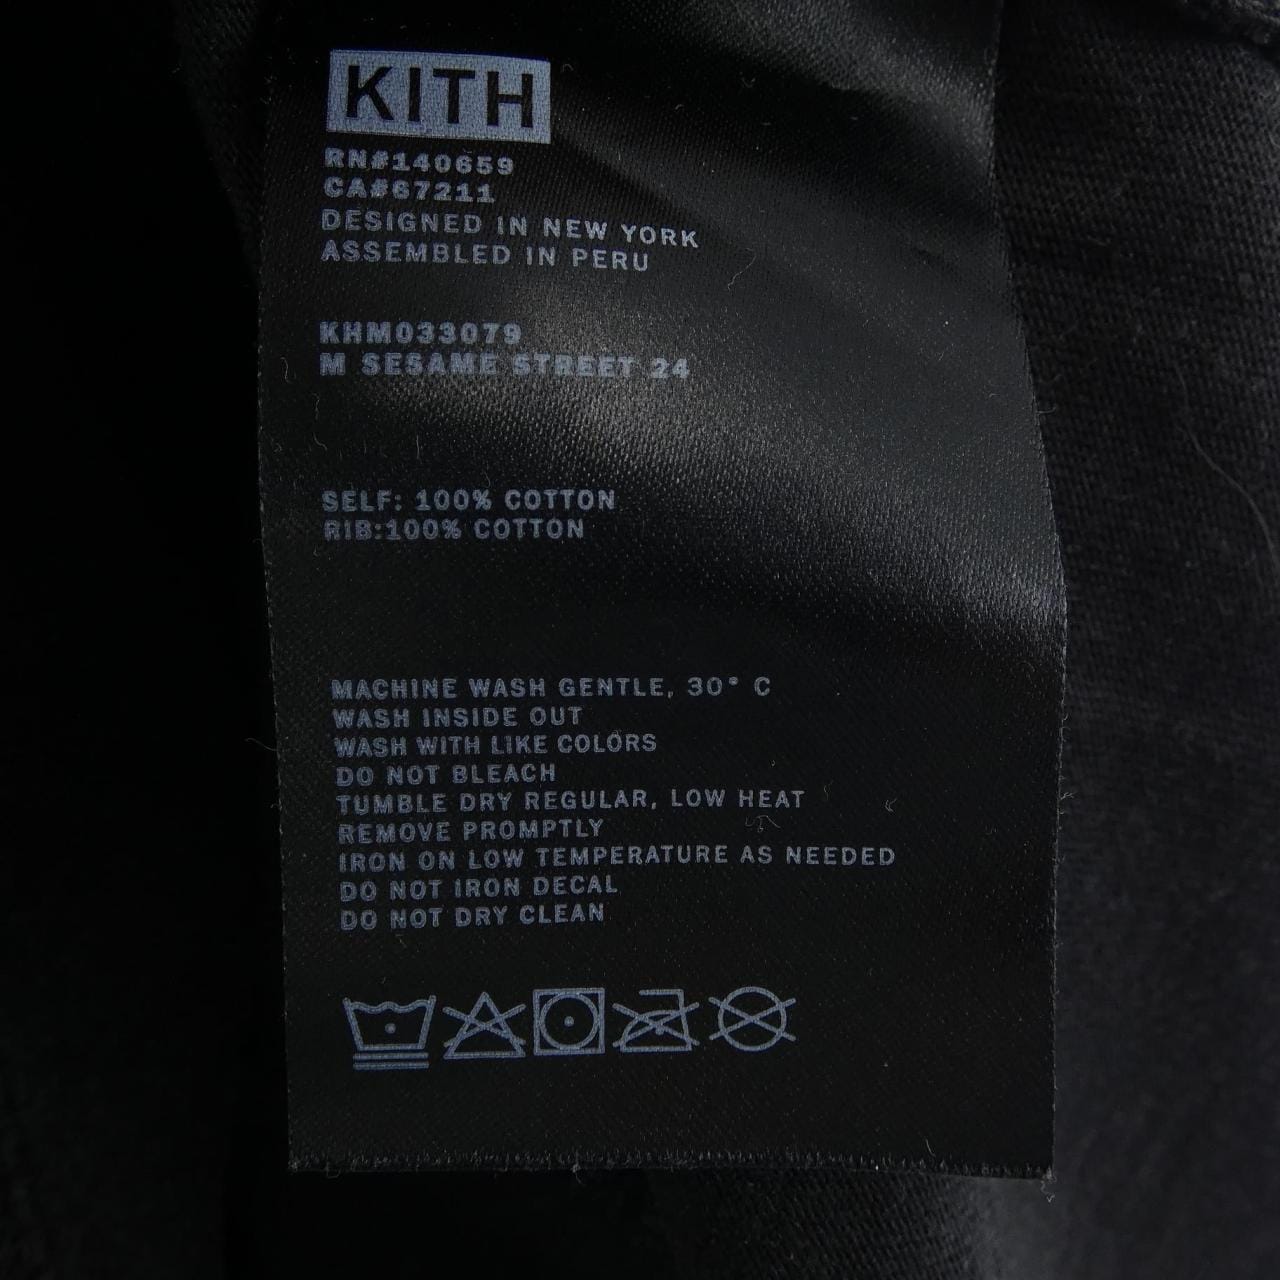 KITH
RN#140659
CA#67211
DESIGNED IN NEW YORK
ASSEMBLED IN PERU
KHM033079
M SESAME STREET 24
SELF: 100% COTTON
RIB:100% COTTON
MACHINE WASH GENTLE, 30° C
WASH INSIDE OUT
WASH WITH LIKE COLORS
DO NOT BLEACH
TUMBLE DRY REGULAR, LOW HEAT
REMOVE PROMPTLY
IRON ON LOW TEMPERATURE AS NEEDED
DO NOT IRON DECAL
DO NOT DRY CLEAN